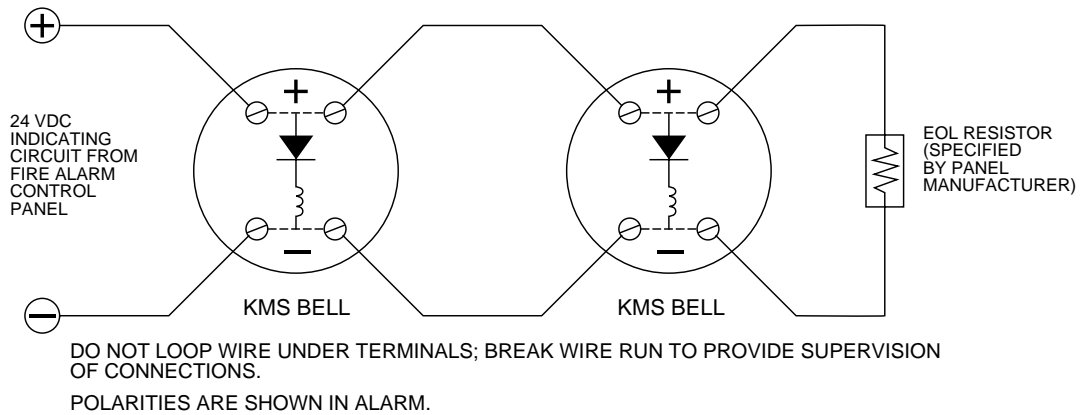 +
+
+
24 VDC
INDICATING
CIRCUIT FROM
FIRE ALARM
CONTROL
PANEL
EOL RESISTOR
(SPECIFIED
BY PANEL
MANUFACTURER)
–
–
–
KMS BELL
KMS BELL
DO NOT LOOP WIRE UNDER TERMINALS; BREAK WIRE RUN TO PROVIDE SUPERVISION
OF CONNECTIONS.
POLARITIES ARE SHOWN IN ALARM.